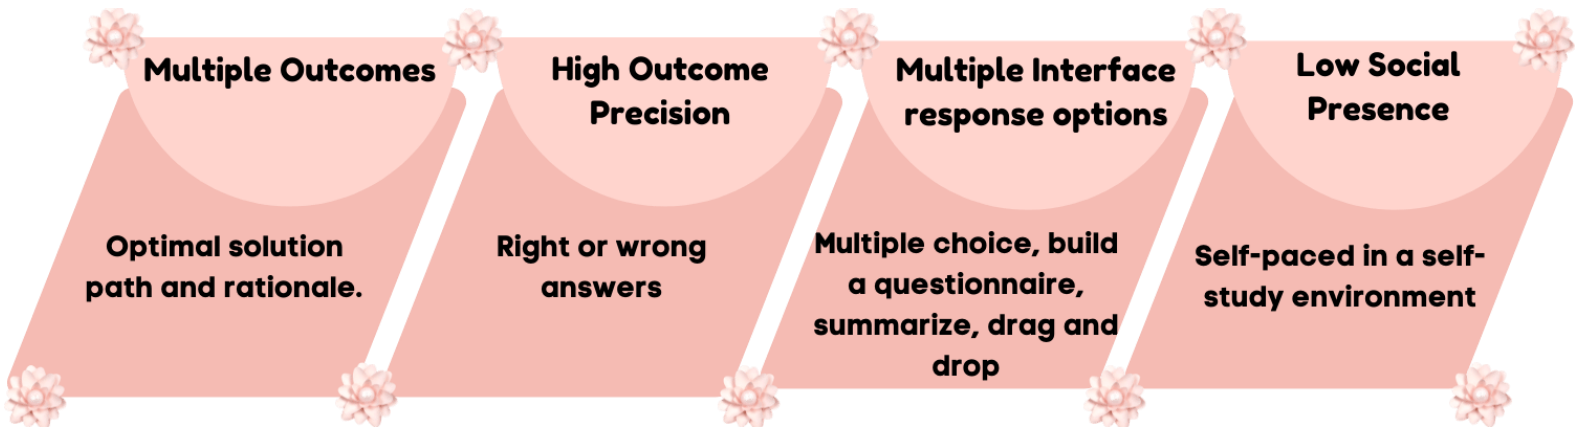 Multiple Outcomes
Optimal solution
path and rationale.
High Outcome
Precision
Right or wrong
answers
Multiple Interface
response options
Multiple choice, build
a questionnaire,
summarize, drag and
drop
Low Social
Presence
Self-paced in a self-
study environment